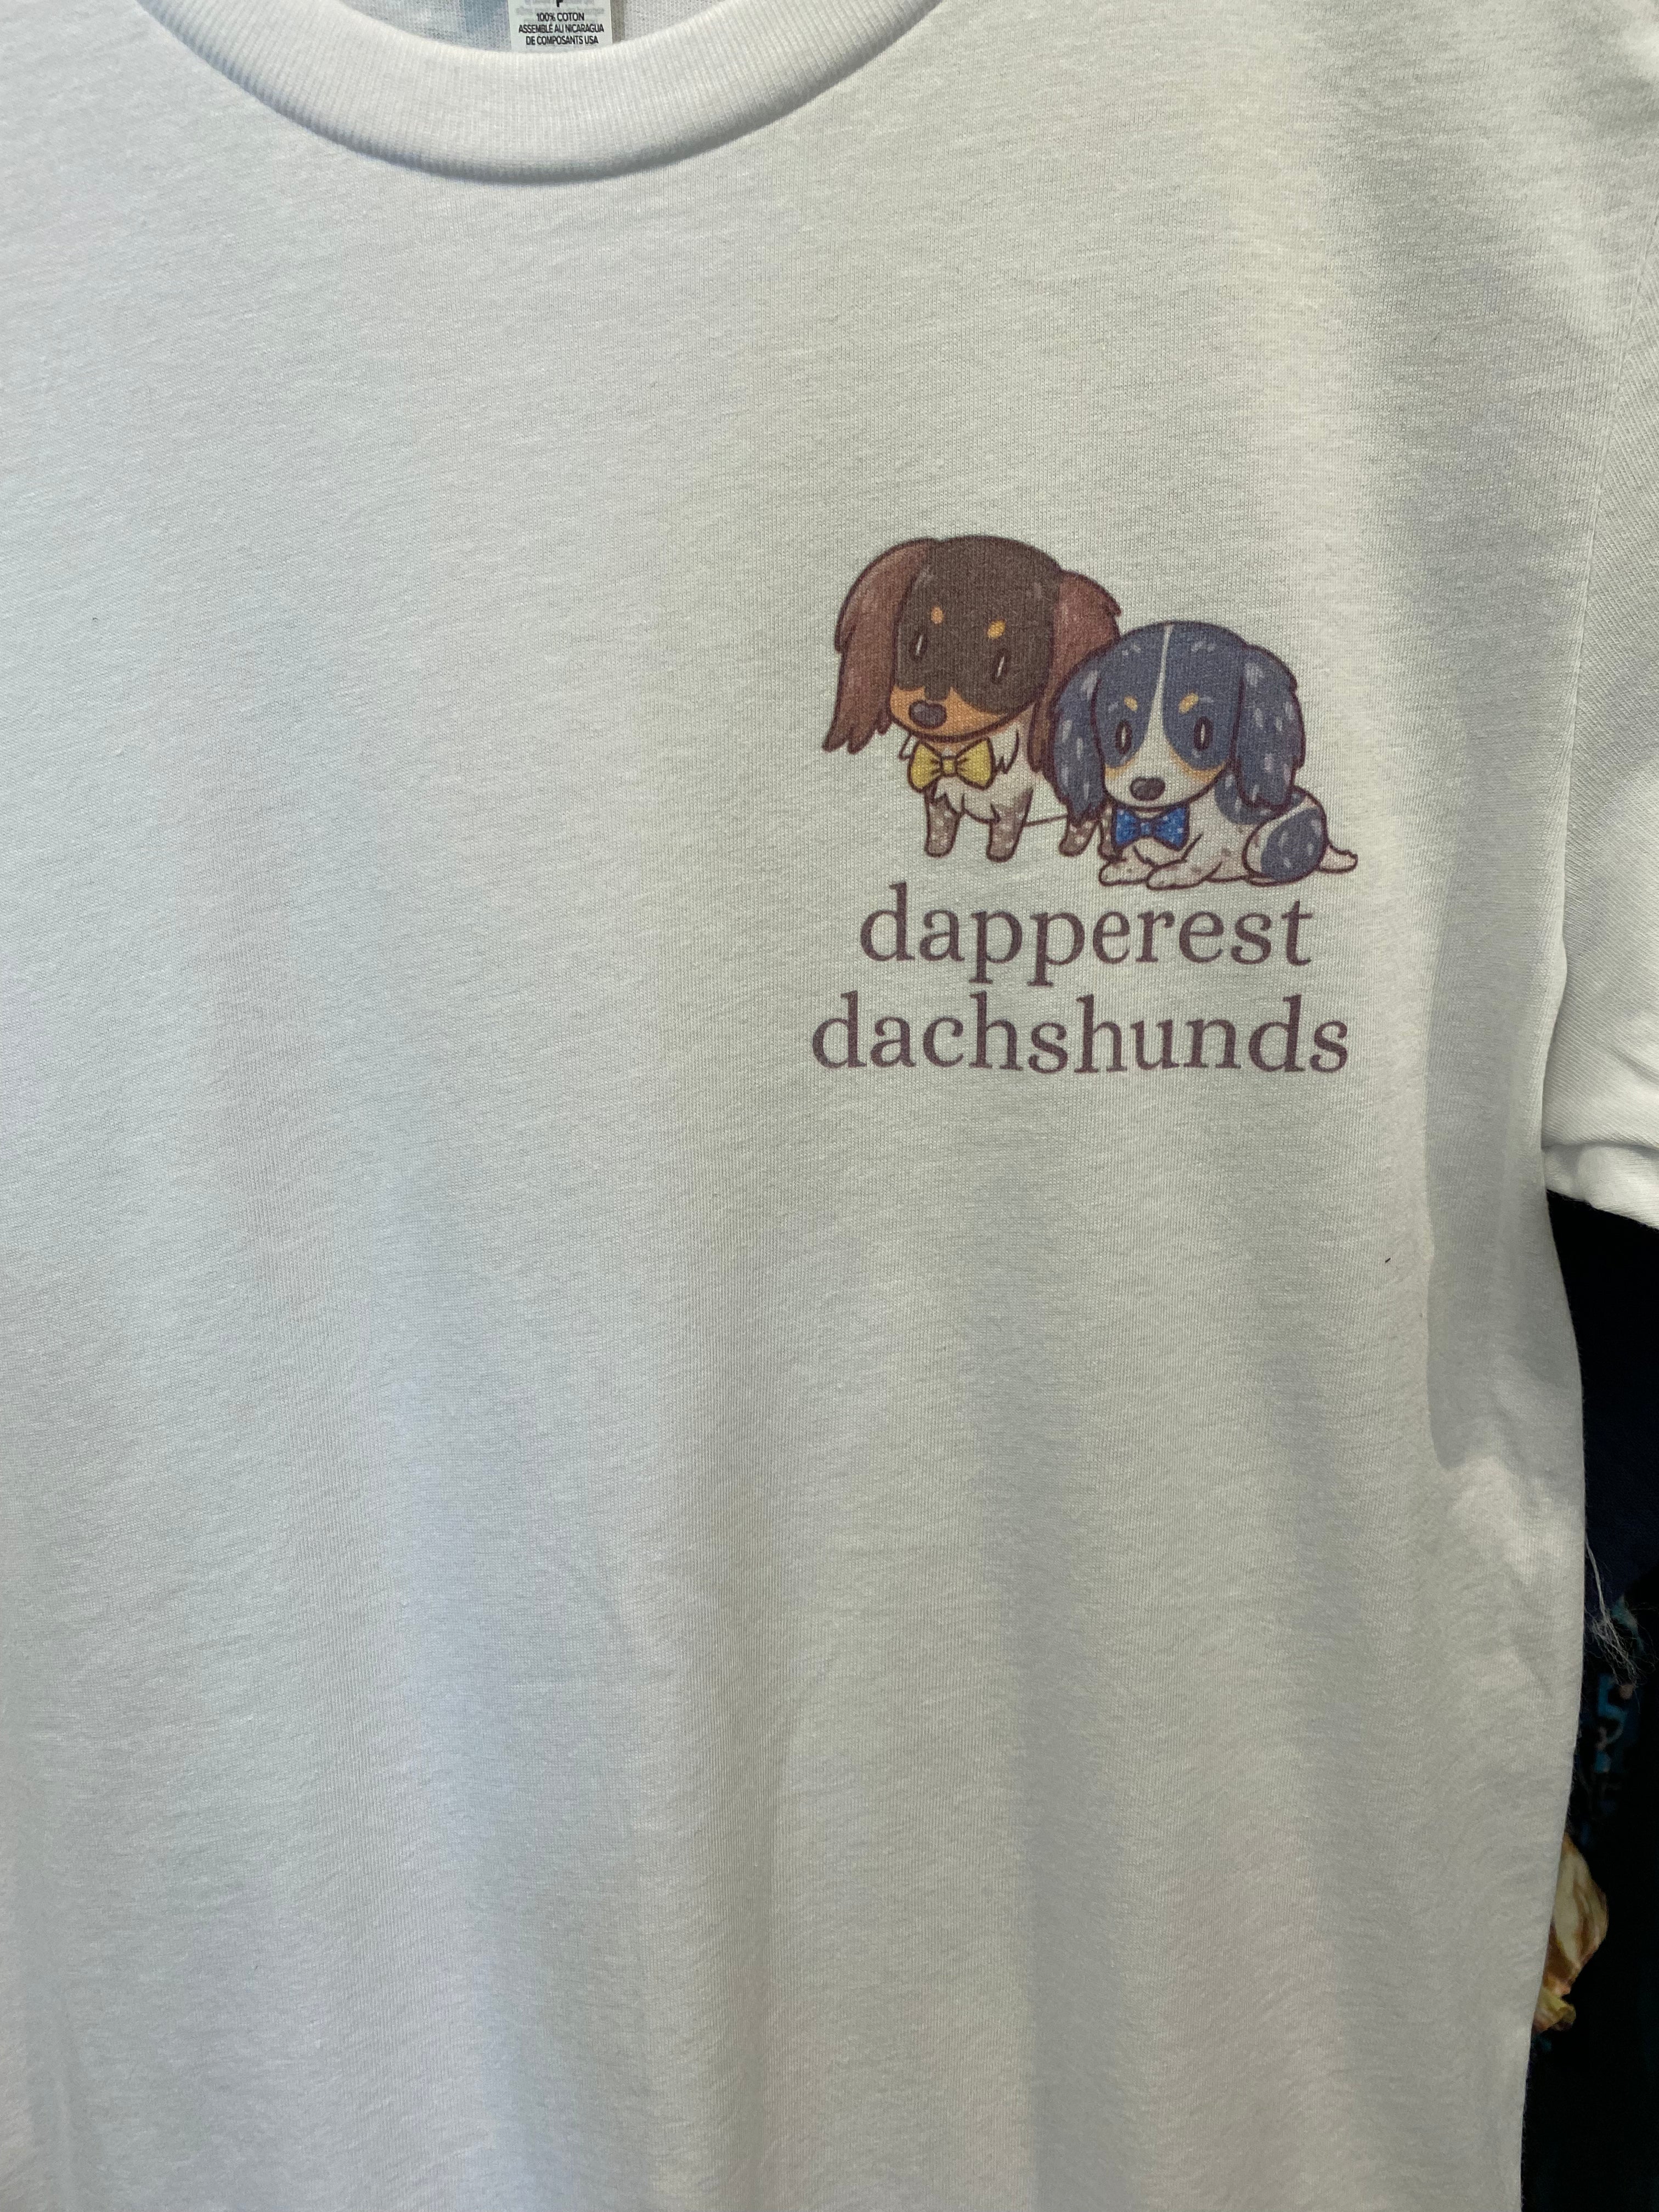 100% COTON
ASSEMBLÉ AU NICARAGUA
DE COMPOSANTS USA
dapperest
dachshunds